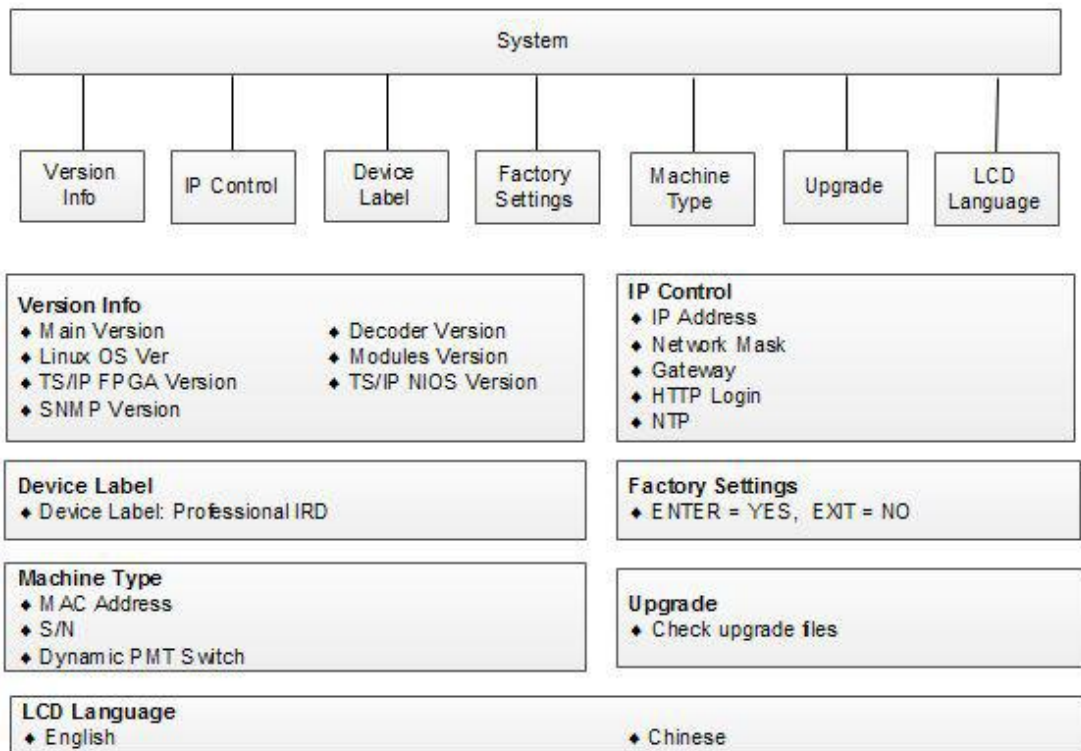 System
Version
Info
IP Control
Device
Label
Factory
Settings
Machine
Type
Upgrade
LCD
Language
Version Info
◆ Main Version
◆ Linux OS Ver
◆ TS/IP FPGA Version
◆ SNMP Version
◆ Decoder Version
◆ Modules Version
◆ TS/IP NIOS Version
IP Control
◆ IP Address
◆ Network Mask
◆ Gateway
◆ HTTP Login
◆ NTP
Device Label
◆ Device Label: Professional IRD
Factory Settings
◆ ENTER = YES, EXIT = NO
Machine Type
◆ MAC Address
◆ S/N
◆ Dynamic PMT Switch
Upgrade
◆ Check upgrade files
LCD Language
◆ English
◆ Chinese